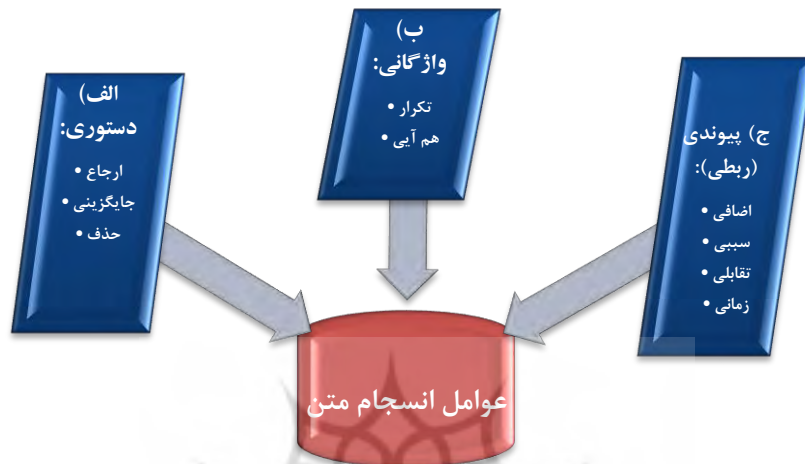 الف)
دستوری:
• ارجاع
• جایگزینی
• حذف
ب)
واژگانی:
• تکرار
• هم آیی
ج) پیوندی
(ربطی):
• اضافی
• سببی
• تقابلی
• زمانی
عوامل انسجام متن